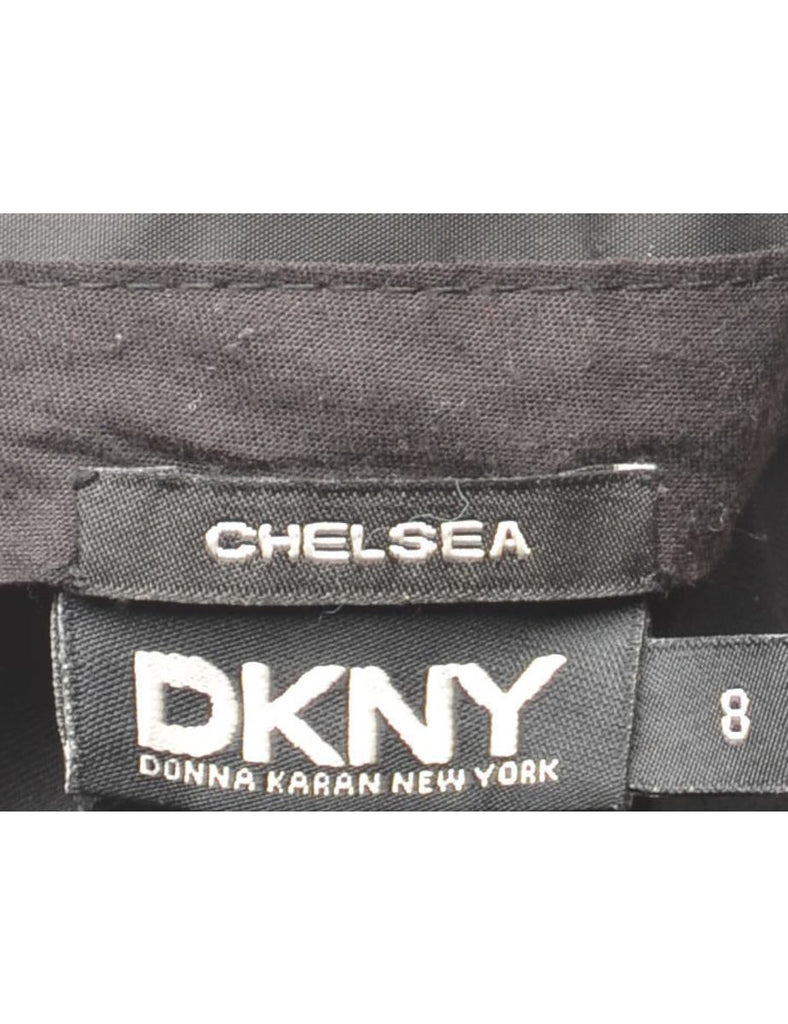 CHELSEA
DKNY
DONNA KARAN NEW YORK
8